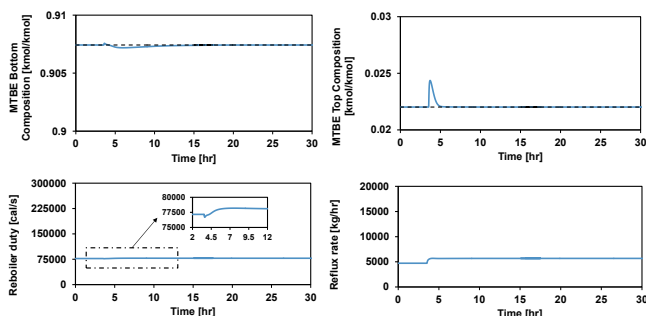 MTBE Bottom
Composition [kmol/kmol]
0.91
0.905
0.9
0 5 10 15 20 25 30
Time [hr]
MTBE Top Composition
[kmol/kmol]
0.03
0.025
0.02
0 5 10 15 20 25 30
Time [hr]
Reboiler duty [cal/s]
300000
225000
150000
75000
0
80000
77500
75000
2 4.5 7 9.5 12
0 5 10 15 20 25 30
Time [hr]
Reflux rate [kg/hr]
20000
15000
10000
5000
0
0 5 10 15 20 25 30
Time [hr]